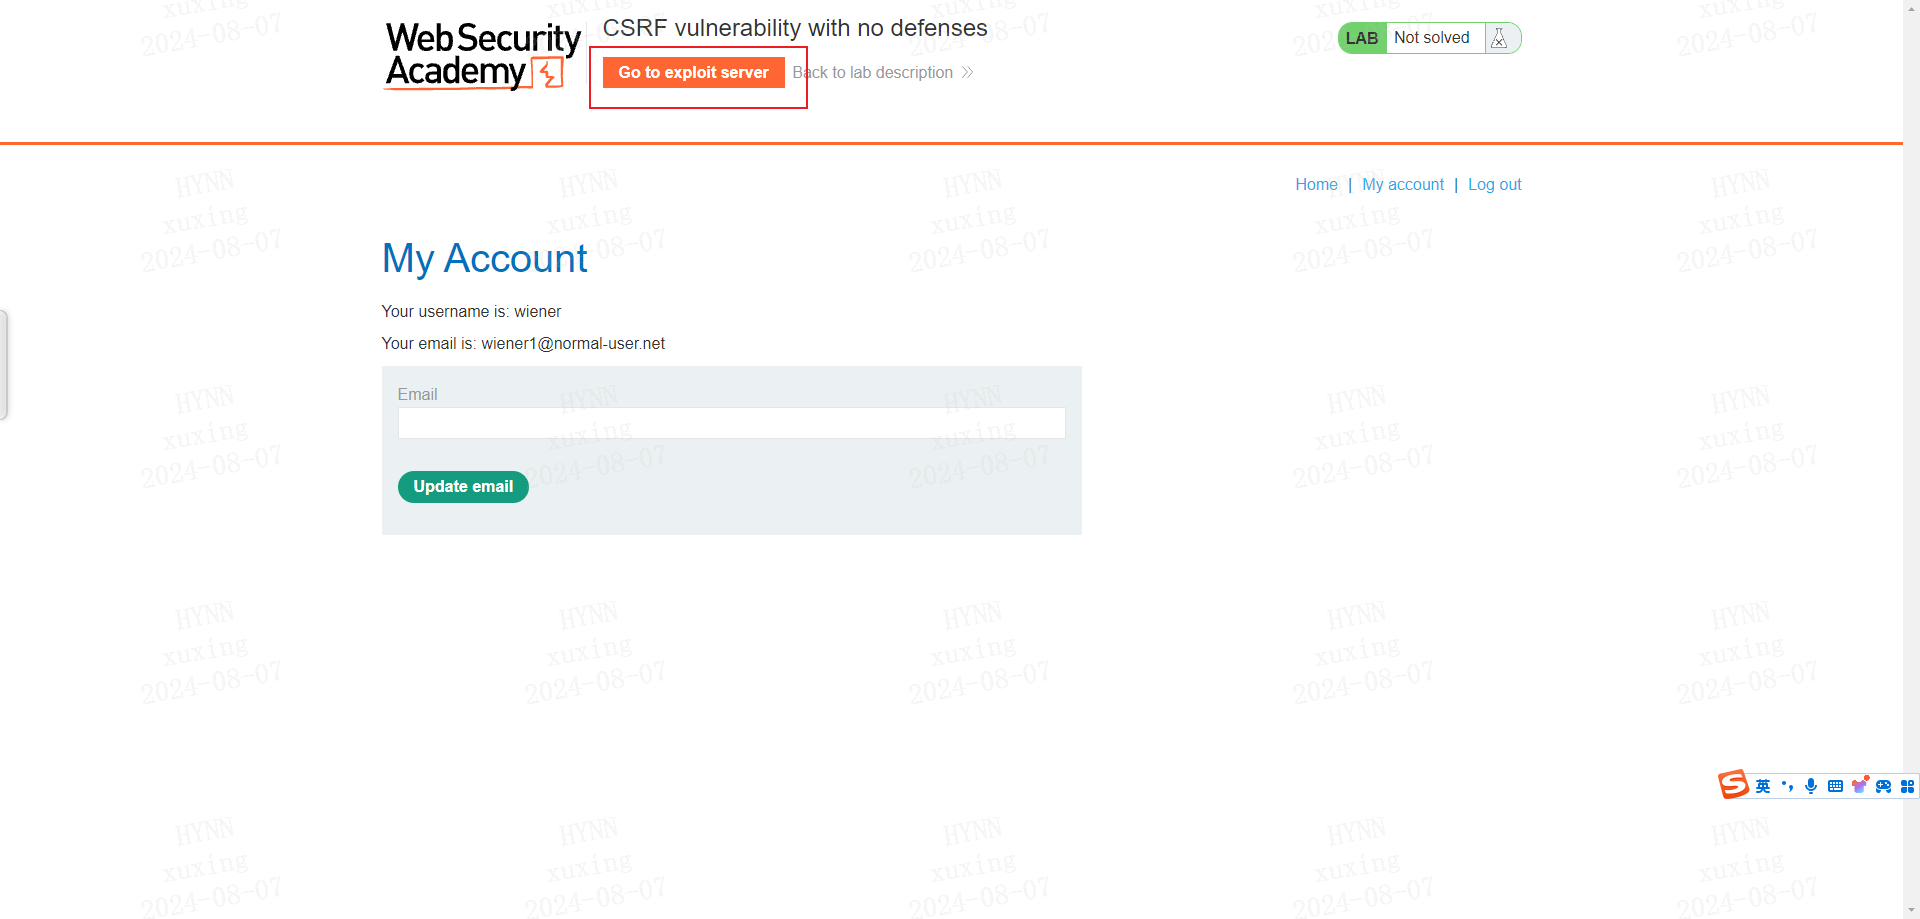 CSRF vulnerability with no defenses
Web Security
Academy
Go to exploit server
Back to lab description
LAB Not solved
Home | My account | Log out
My Account
Your username is: wiener
Your email is: wiener1@normal-user.net
Email
Update email
英
HYNN
xuxing
2024-08-07